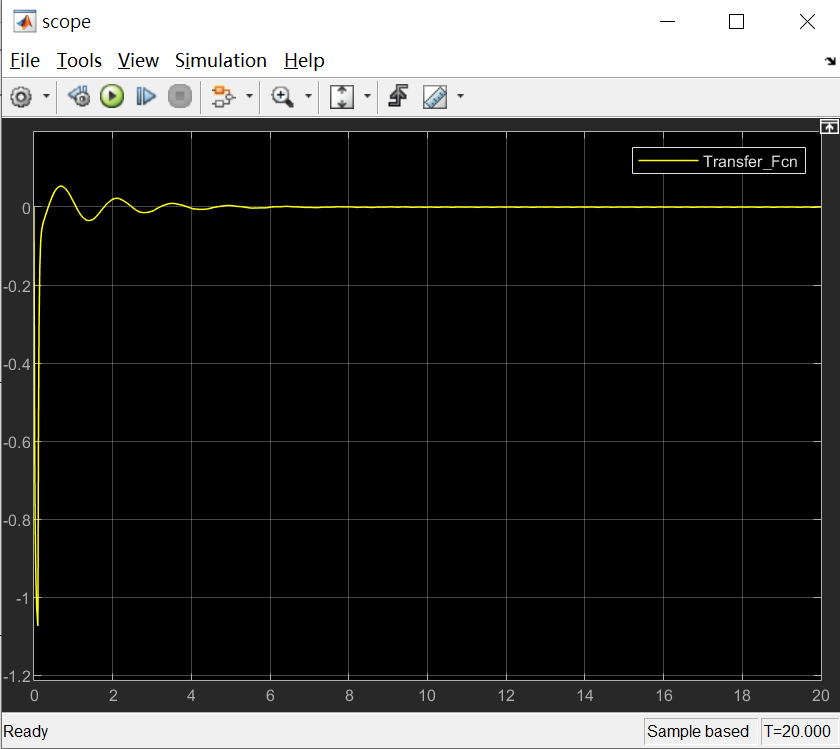 scope
File Tools View Simulation Help
Transfer_Fcn
0
-0.2
-0.4
-0.6
-0.8
-1
-1.2
0 2 4 6 8 10 12 14 16 18 20
Ready Sample based T=20.000